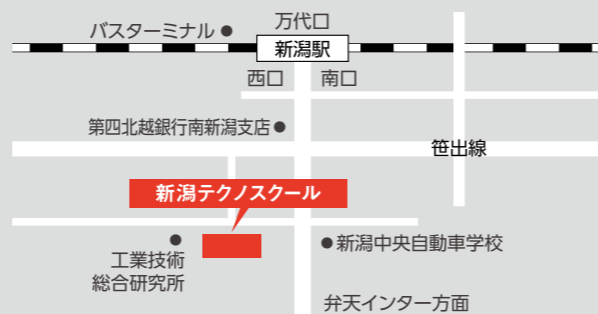 万代口
バスターミナル
新潟駅
西口
南口
第四北越銀行南新潟支店
笹出線
新潟テクノスクール
新潟中央自動車学校
工業技術
総合研究所
弁天インター方面